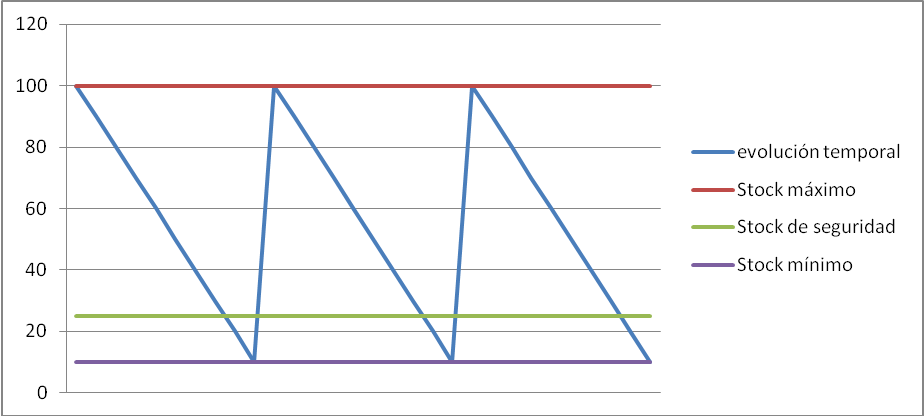 120
100
80
60
40
20
0
evolución temporal
Stock máximo
Stock de seguridad
Stock mínimo